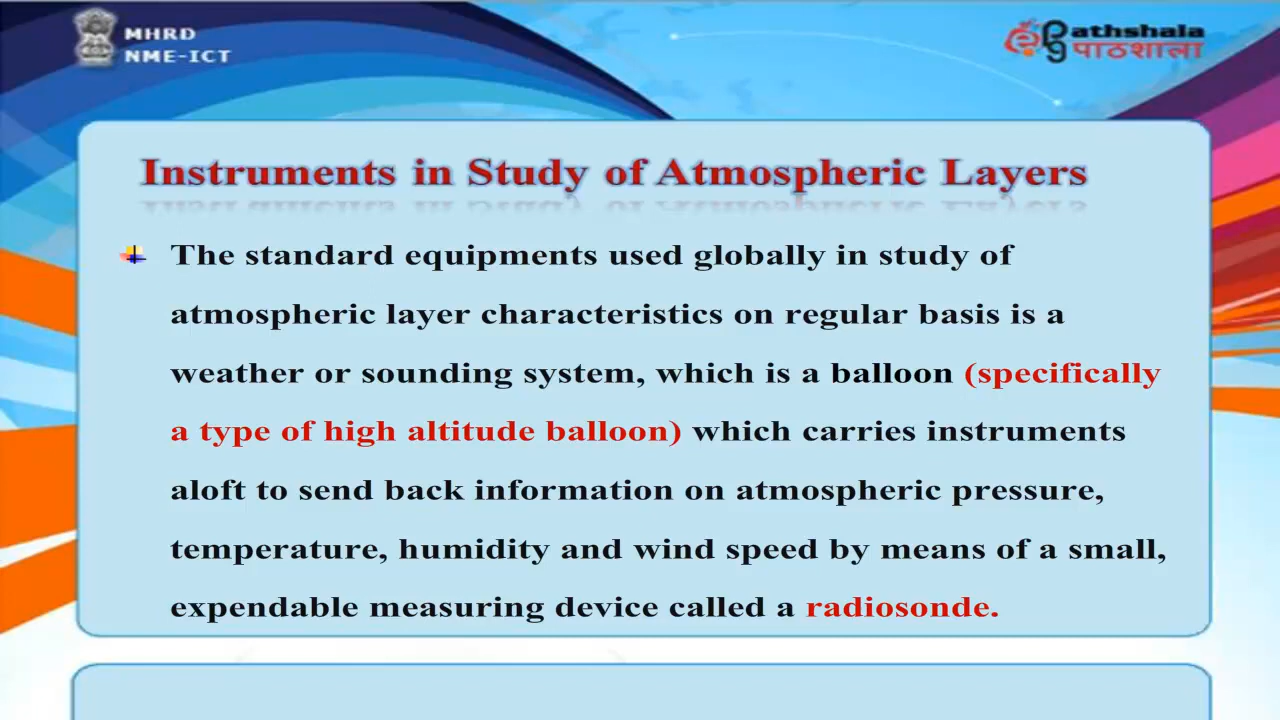 MHRD
NME-ICT
athshala
पाठशाला
Instruments in Study of Atmospheric Layers
The standard equipments used globally in study of
atmospheric layer characteristics on regular basis is a
weather or sounding system, which is a balloon (specifically
a type of high altitude balloon) which carries instruments
aloft to send back information on atmospheric pressure,
temperature, humidity and wind speed by means of a small,
expendable measuring device called a radiosonde.